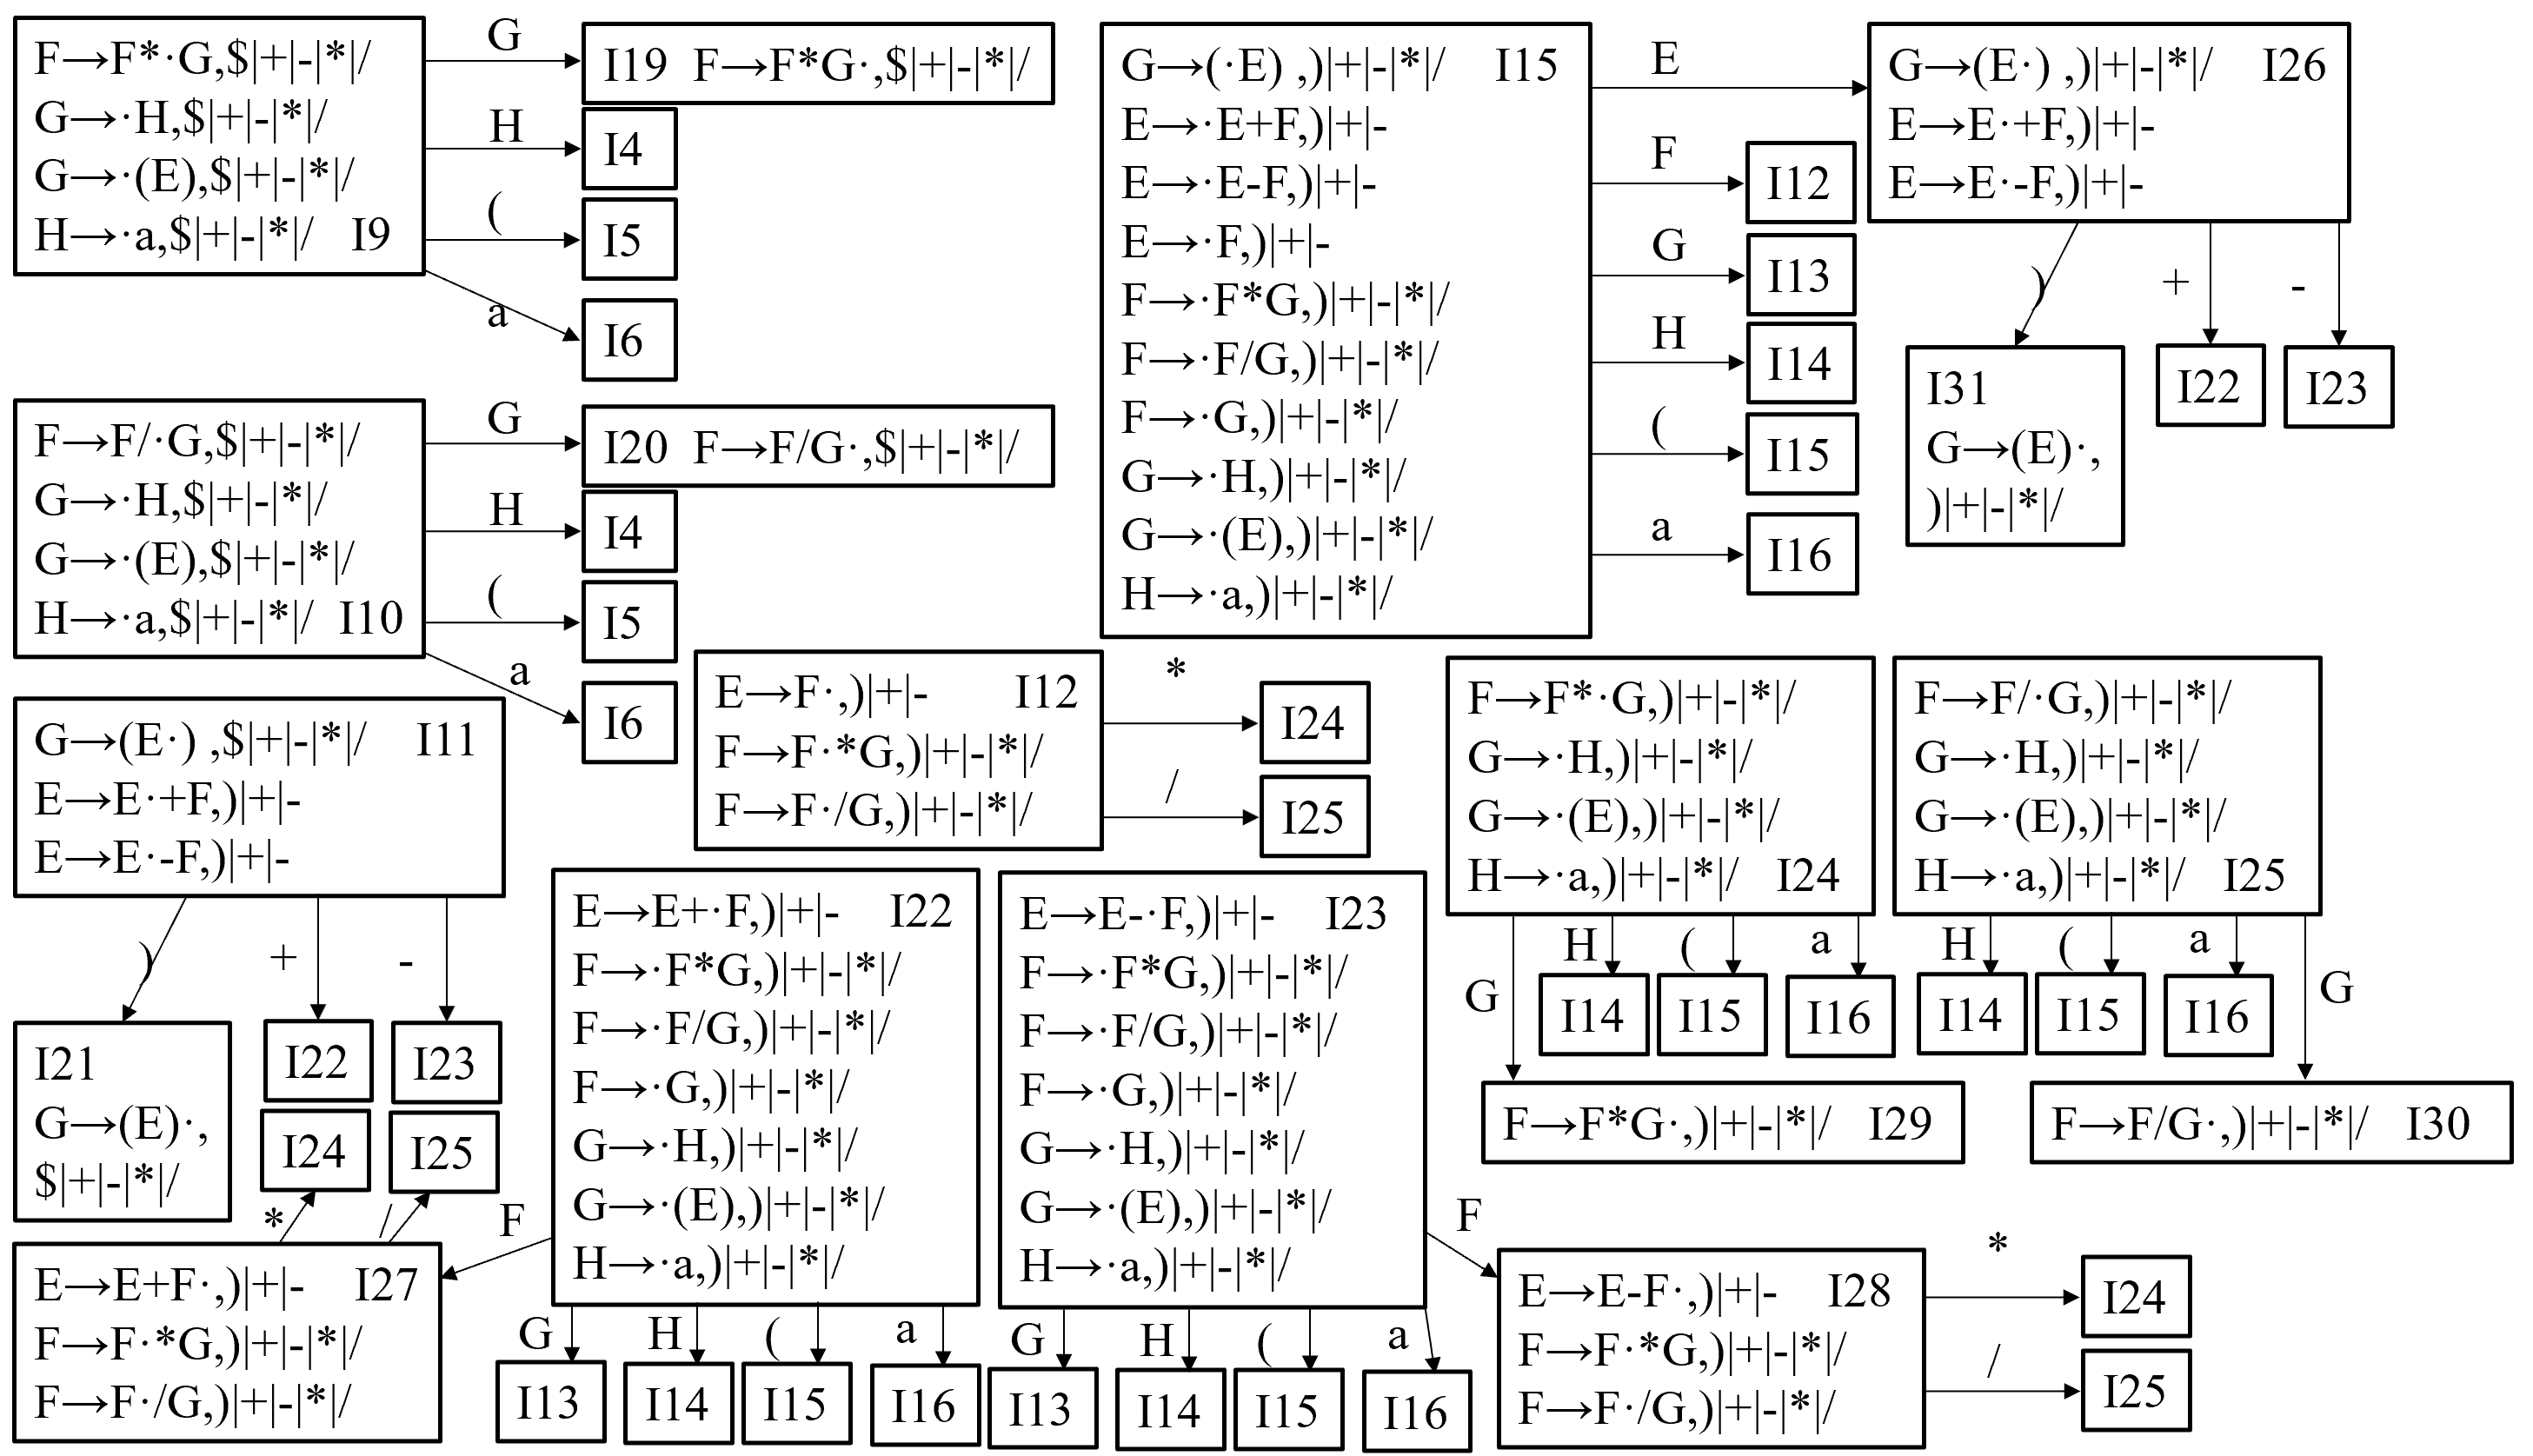 F→F*·G,$|+|-|*|/
G→·H,$|+|-|*|/
G→·(E),$|+|-|*|/
H→·a,$|+|-|*|/ I9
G
I19 F→F*G·,$|+|-|*|/
H
I4
(
I5
a
I6
F→F/·G,$|+|-|*|/
G→·H,$|+|-|*|/
G→·(E),$|+|-|*|/
H→·a,$|+|-|*|/ I10
G
I20 F→F/G·,$|+|-|*|/
H
I4
(
I5
a
I6
G→(·E) ,)|+|-|*|/ I15
E→·E+F,)|+|-
E→·E-F,)|+|-
E→·F,)|+|-
F→·F*G,)|+|-|*|/
F→·F/G,)|+|-|*|/
F→·G,)|+|-|*|/
G→·H,)|+|-|*|/
G→·(E),)|+|-|*|/
H→·a,)|+|-|*|/
E
F
I12
G
I13
H
I14
(
I15
a
I16
G→(E·) ,)|+|-|*|/ I26
E→E·+F,)|+|-
E→E·-F,)|+|-
)
+
-
I31
G→(E)·,
)|+|-|*|/
I22
I23
G→(E·) ,$|+|-|*|/ I11
E→E·+F,)|+|-
E→E·-F,)|+|-
)
+
-
I21
G→(E)·,
$|+|-|*|/
I22
I23
E→F·,)|+|- I12
F→F·*G,)|+|-|*|/
F→F·/G,)|+|-|*|/
*
I24
/
I25
F→F*·G,)|+|-|*|/
G→·H,)|+|-|*|/
G→·(E),)|+|-|*|/
H→·a,)|+|-|*|/ I24
G
H
(
a
I14
I15
I16
F→F*G·,)|+|-|*|/ I29
F→F/·G,)|+|-|*|/
G→·H,)|+|-|*|/
G→·(E),)|+|-|*|/
H→·a,)|+|-|*|/ I25
H
(
a
G
I14
I15
I16
F→F/G·,)|+|-|*|/ I30
E→E+·F,)|+|- I22
F→·F*G,)|+|-|*|/
F→·F/G,)|+|-|*|/
F→·G,)|+|-|*|/
G→·H,)|+|-|*|/
G→·(E),)|+|-|*|/
H→·a,)|+|-|*|/
F
G
H
(
a
I13
I14
I15
I16
I24
I25
*
/
E→E+F·,)|+|- I27
F→F·*G,)|+|-|*|/
F→F·/G,)|+|-|*|/
E→E-·F,)|+|- I23
F→·F*G,)|+|-|*|/
F→·F/G,)|+|-|*|/
F→·G,)|+|-|*|/
G→·H,)|+|-|*|/
G→·(E),)|+|-|*|/
H→·a,)|+|-|*|/
F
G
H
(
a
I13
I14
I15
I16
E→E-F·,)|+|- I28
F→F·*G,)|+|-|*|/
F→F·/G,)|+|-|*|/
*
I24
/
I25